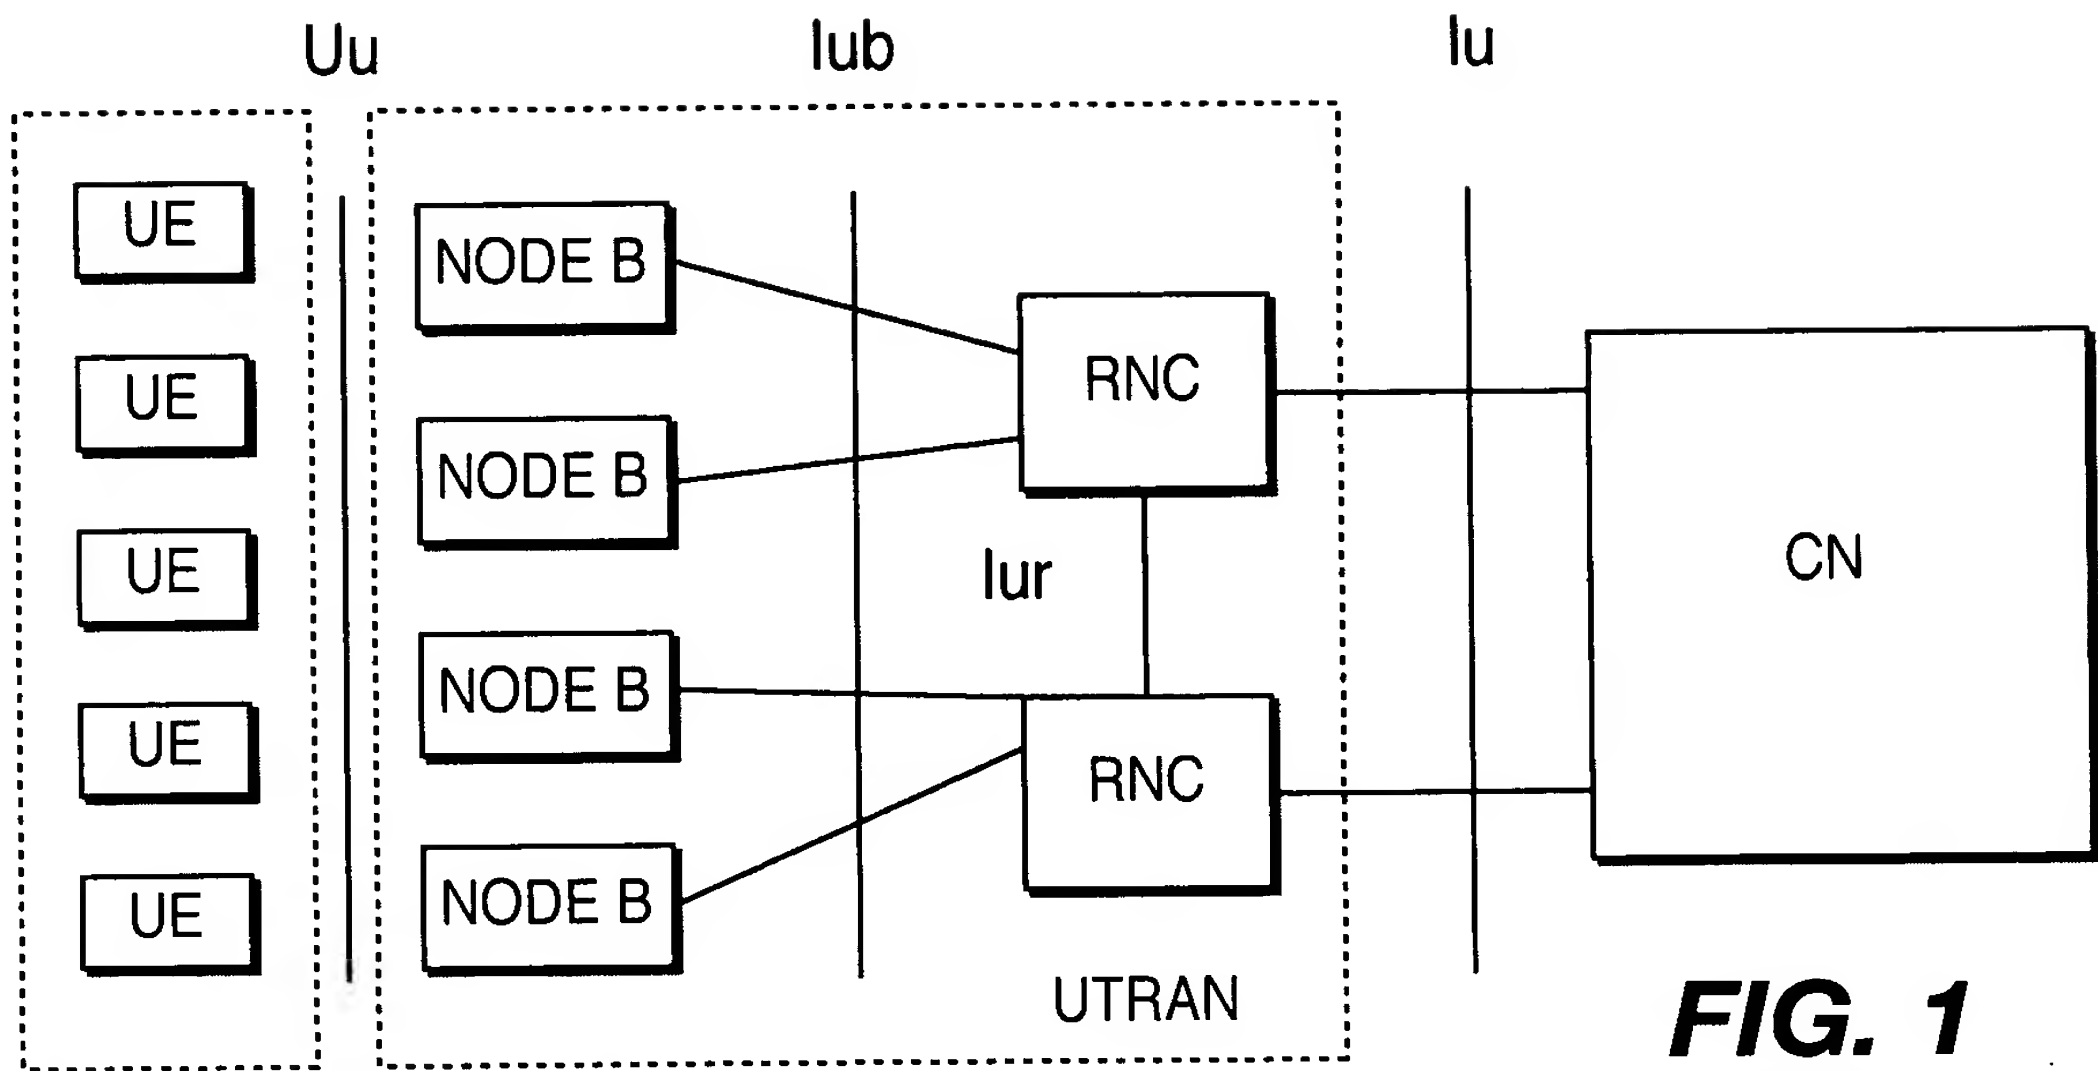 Uu
Iub
Iu
UE
UE
UE
UE
UE
NODE B
NODE B
NODE B
NODE B
RNC
Iur
RNC
UTRAN
CN
FIG. 1